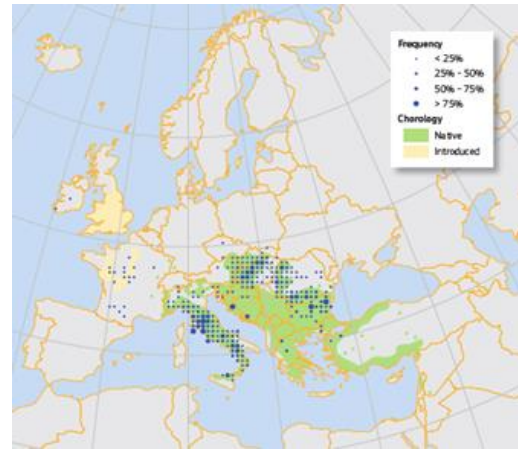 Frequency
< 25%
25% - 50%
50% - 75%
> 75%
Chorology
Native
Introduced